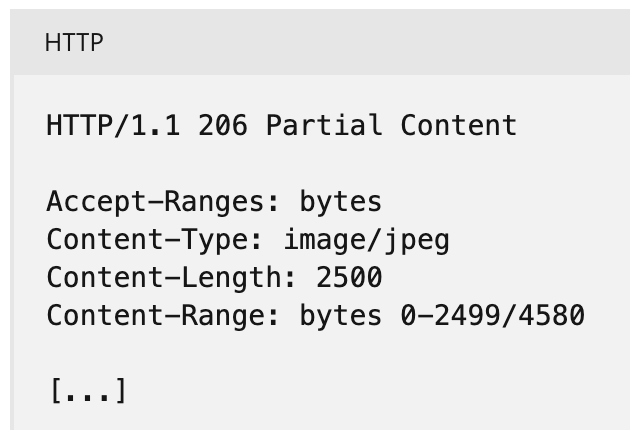 HTTP
HTTP/1.1 206 Partial Content
Accept-Ranges: bytes
Content-Type: image/jpeg
Content-Length: 2500
Content-Range: bytes 0-2499/4580
[...]